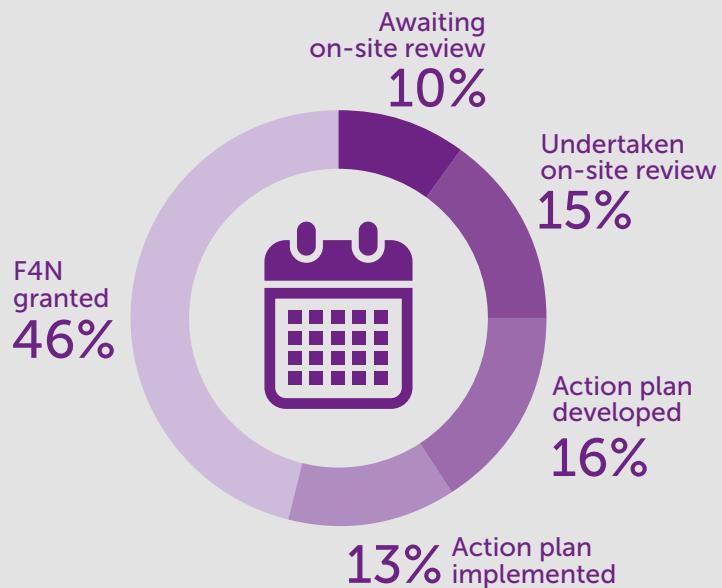 Awaiting
on-site review
10%
Undertaken
on-site review
15%
Action plan
developed
16%
13% Action plan
implemented
F4N
granted
46%